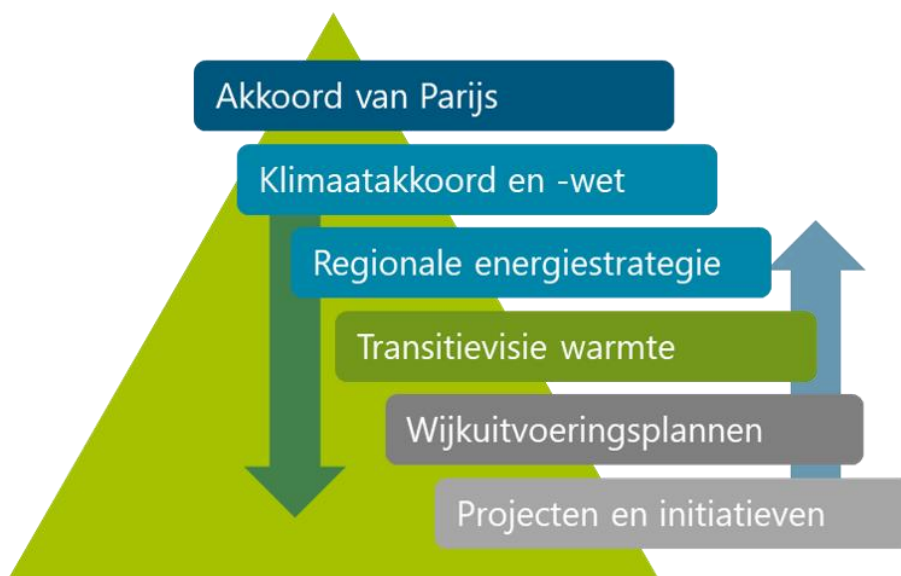 Akkoord van Parijs
Klimaatakkoord en -wet
Regionale energiestrategie
Transitievisie warmte
Wijkuitvoeringsplannen
Projecten en initiatieven